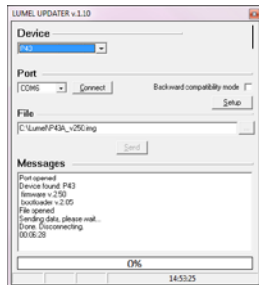 LUMEL UPDATER v.1.10
Device
P43
Port
COM6
Connect
Backward compatibility mode
Setup
File
C:\Lumel\P43A_v250.img
...
Send
Messages
Port opened
Device found: P43
firmware v.2.50
bootloader v.2.05
File opened
Sending data, please wait...
Done. Disconnecting.
00:06:28
0%
14:53:25